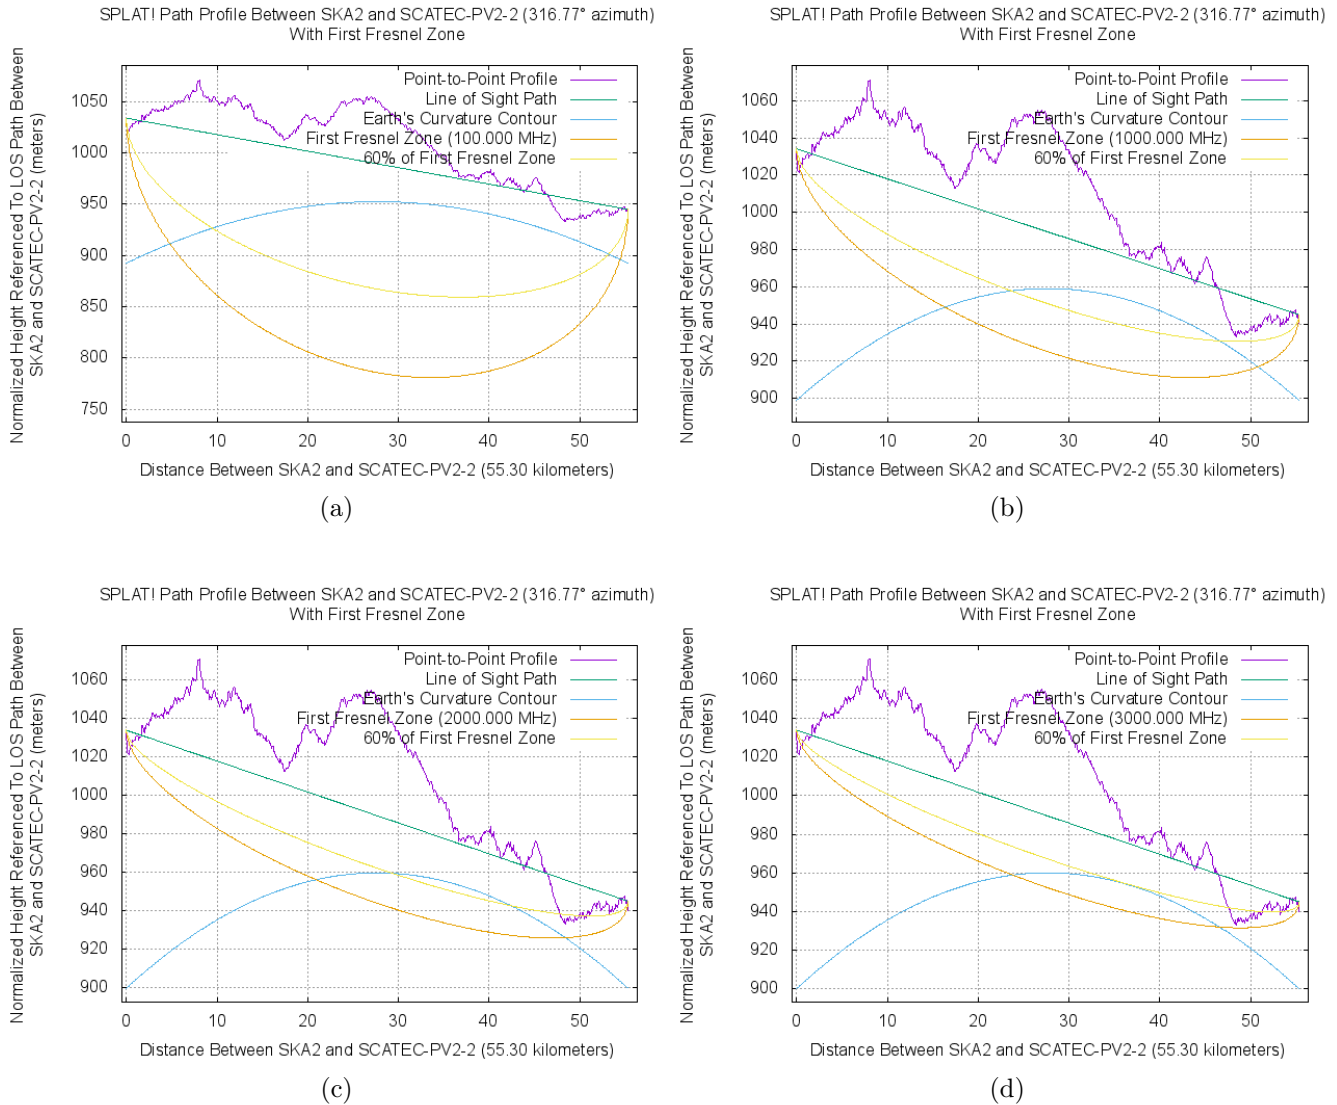 SPLAT! Path Profile Between SKA2 and SCATEC-PV2-2 (316.77° azimuth)
With First Fresnel Zone
Normalized Height Referenced To LOS Path Between
SKA2 and SCATEC-PV2-2 (meters)
Point-to-Point Profile
Line of Sight Path
Earth's Curvature Contour
First Fresnel Zone (100.000 MHz)
60% of First Fresnel Zone
1050
1000
950
900
850
800
750
0 10 20 30 40 50
Distance Between SKA2 and SCATEC-PV2-2 (55.30 kilometers)
(a)
SPLAT! Path Profile Between SKA2 and SCATEC-PV2-2 (316.77° azimuth)
With First Fresnel Zone
Normalized Height Referenced To LOS Path Between
SKA2 and SCATEC-PV2-2 (meters)
Point-to-Point Profile
Line of Sight Path
Earth's Curvature Contour
First Fresnel Zone (1000.000 MHz)
60% of First Fresnel Zone
1060
1040
1020
1000
980
960
940
920
900
0 10 20 30 40 50
Distance Between SKA2 and SCATEC-PV2-2 (55.30 kilometers)
(b)
SPLAT! Path Profile Between SKA2 and SCATEC-PV2-2 (316.77° azimuth)
With First Fresnel Zone
Normalized Height Referenced To LOS Path Between
SKA2 and SCATEC-PV2-2 (meters)
Point-to-Point Profile
Line of Sight Path
Earth's Curvature Contour
First Fresnel Zone (2000.000 MHz)
60% of First Fresnel Zone
1060
1040
1020
1000
980
960
940
920
900
0 10 20 30 40 50
Distance Between SKA2 and SCATEC-PV2-2 (55.30 kilometers)
(c)
SPLAT! Path Profile Between SKA2 and SCATEC-PV2-2 (316.77° azimuth)
With First Fresnel Zone
Normalized Height Referenced To LOS Path Between
SKA2 and SCATEC-PV2-2 (meters)
Point-to-Point Profile
Line of Sight Path
Earth's Curvature Contour
First Fresnel Zone (3000.000 MHz)
60% of First Fresnel Zone
1060
1040
1020
1000
980
960
940
920
900
0 10 20 30 40 50
Distance Between SKA2 and SCATEC-PV2-2 (55.30 kilometers)
(d)